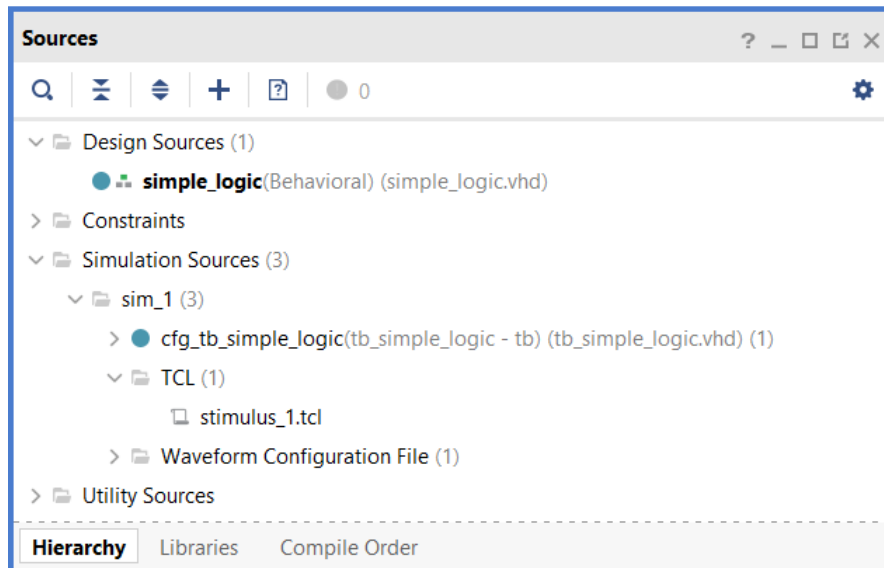 Sources
0
Design Sources (1)
simple_logic(Behavioral) (simple_logic.vhd)
Constraints
Simulation Sources (3)
sim_1 (3)
cfg_tb_simple_logic(tb_simple_logic - tb) (tb_simple_logic.vhd) (1)
TCL (1)
stimulus_1.tcl
Waveform Configuration File (1)
Utility Sources
Hierarchy Libraries Compile Order